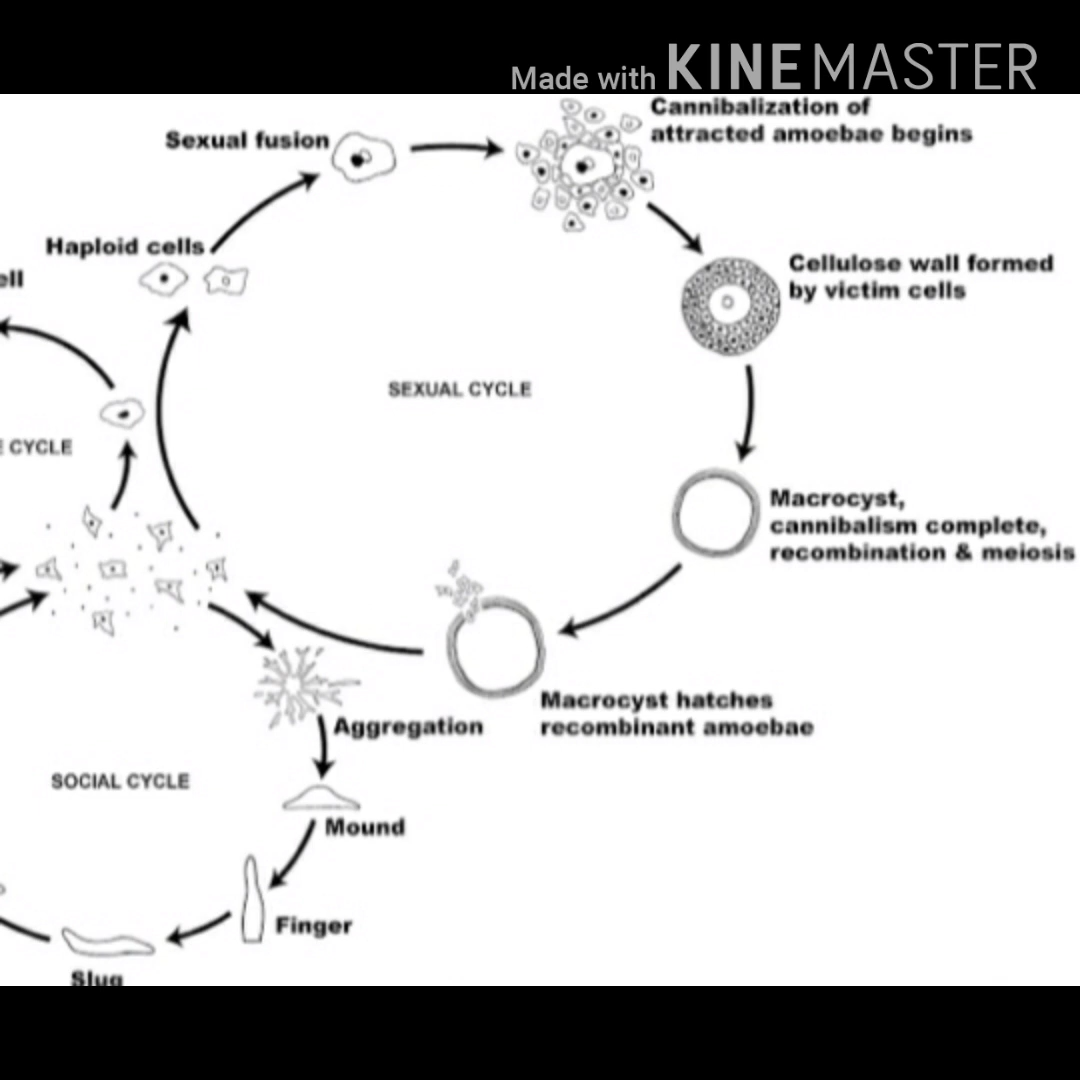 Made with KINEMASTER
Cannibalization of
attracted amoebae begins
Sexual fusion
Haploid cells
ell
Cellulose wall formed
by victim cells
SEXUAL CYCLE
E CYCLE
Macrocyst,
cannibalism complete,
recombination & meiosis
Macrocyst hatches
recombinant amoebae
Aggregation
SOCIAL CYCLE
Mound
Finger
Slug